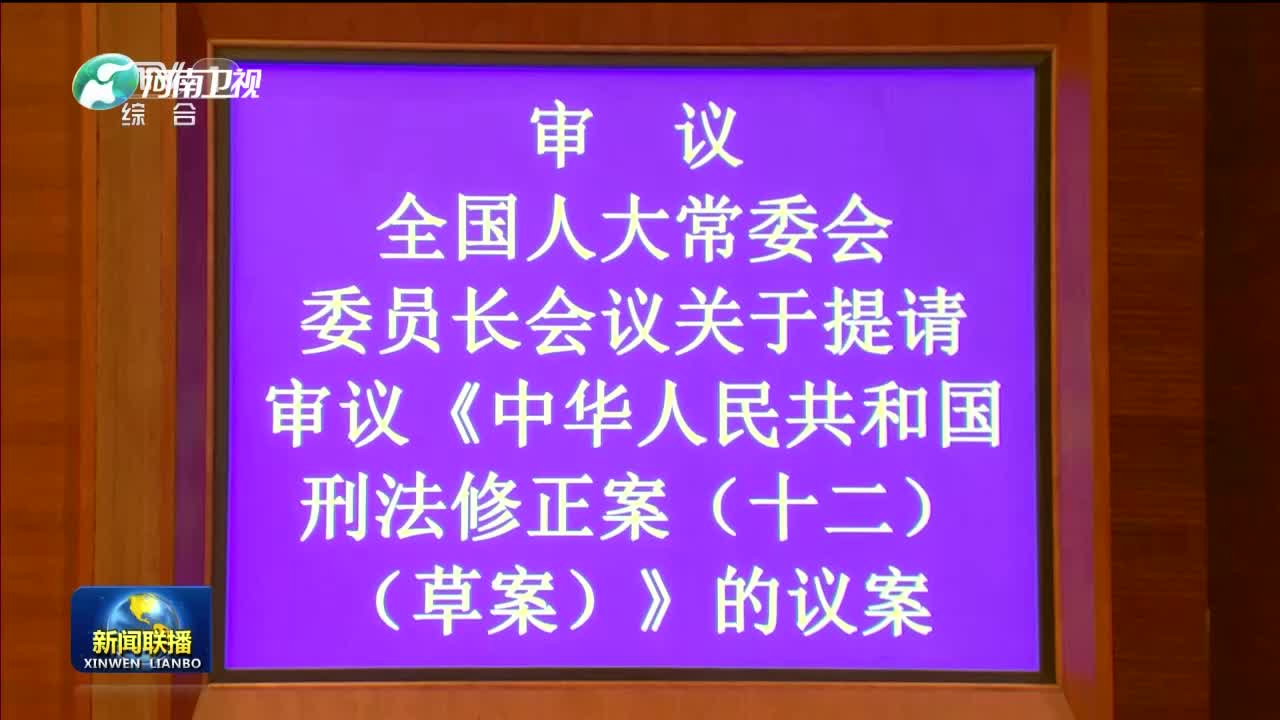 河南卫视
综合
审 议
全国人大常委会
委员长会议关于提请
审议《中华人民共和国
刑法修正案（十二）
（草案）》的议案
新闻联播
XINWEN LIANBO